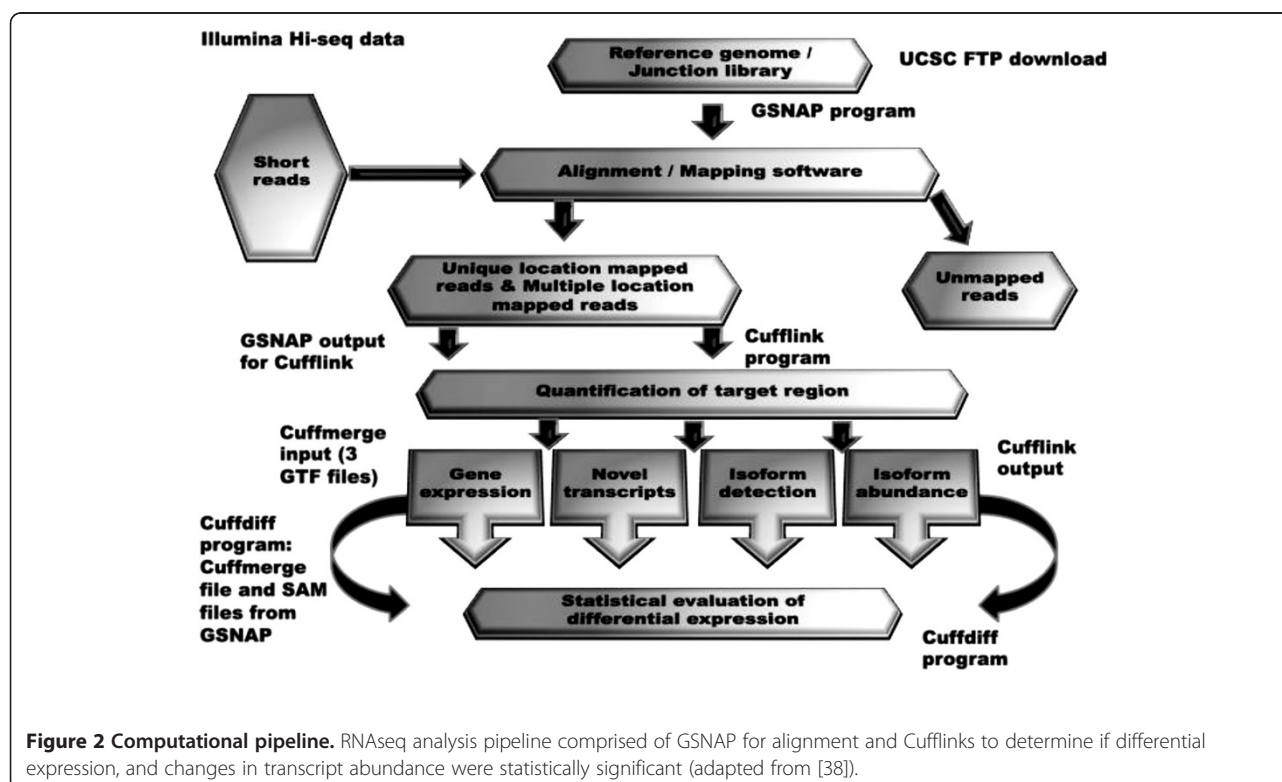 Illumina Hi-seq data
Reference genome /
Junction library
UCSC FTP download
GSNAP program
Short
reads
Alignment / Mapping software
Unique location mapped
reads & Multiple location
mapped reads
Unmapped
reads
GSNAP output
for Cufflink
Cufflink
program
Quantification of target region
Cuffmerge
input (3
GTF files)
Gene
expression
Novel
transcripts
Isoform
detection
Isoform
abundance
Cufflink
output
Cuffdiff
program:
Cuffmerge
file and SAM
files from
GSNAP
Statistical evaluation of
differential expression
Cuffdiff
program
Figure 2 Computational pipeline. RNAseq analysis pipeline comprised of GSNAP for alignment and Cufflinks to determine if differential
expression, and changes in transcript abundance were statistically significant (adapted from [38]).